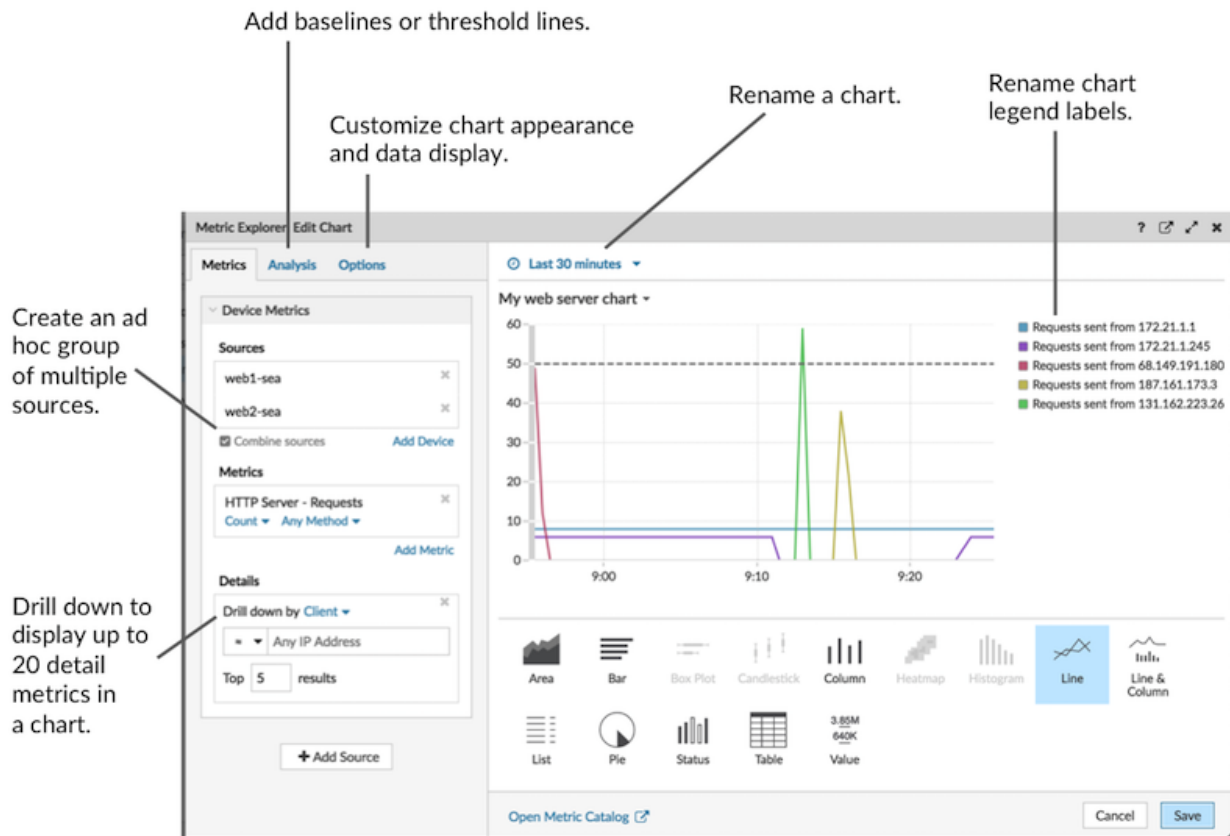 Add baselines or threshold lines.
Customize chart appearance
and data display.
Rename a chart.
Rename chart
legend labels.
Create an ad
hoc group
of multiple
sources.
Drill down to
display up to
20 detail
metrics in
a chart.
Metric Explorer Edit Chart
?
Metrics Analysis Options
Last 30 minutes
Device Metrics
Sources
web1-sea
web2-sea
Combine sources Add Device
Metrics
HTTP Server - Requests
Count Any Method
Add Metric
Details
Drill down by Client
≈ Any IP Address
Top 5 results
+ Add Source
My web server chart
60
50
40
30
20
10
0
9:00 9:10 9:20
Requests sent from 172.21.1.1
Requests sent from 172.21.1.245
Requests sent from 68.149.191.180
Requests sent from 187.161.173.3
Requests sent from 131.162.223.26
Area Bar Box Plot Candlestick Column Heatmap Histogram Line Line &
Column
3.85M
640K
List Pie Status Table Value
Open Metric Catalog
Cancel Save